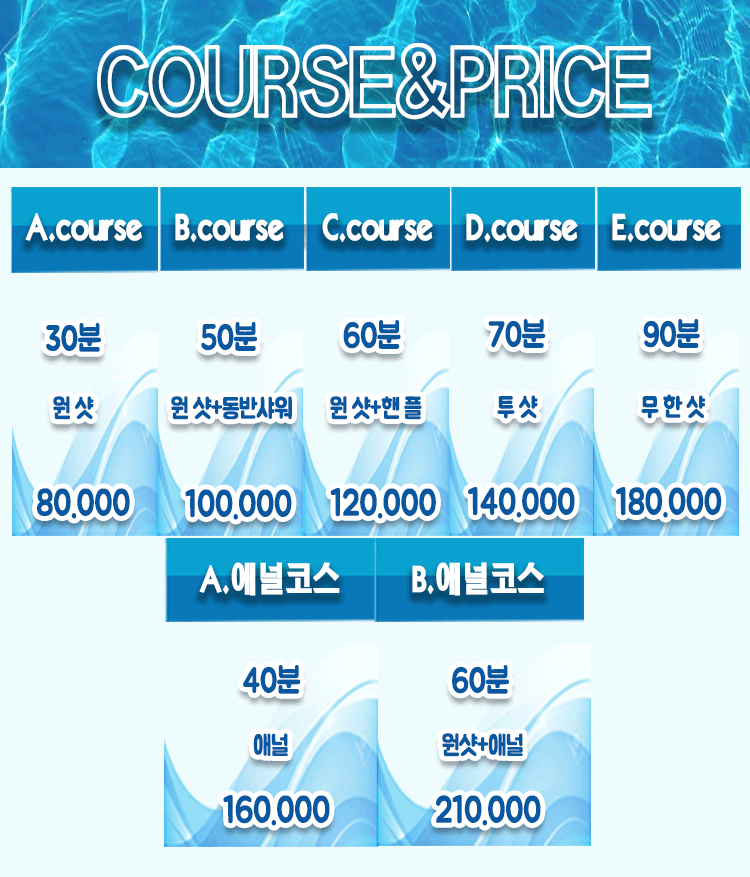 COURSE&PRICE
A.course B.course C.course D.course E.course
30분 50분 60분 70분 90분
원 샷 원 샷+동반샤워 원 샷+핸 플 투 샷 무 한 샷
80.000 100.000 120.000 140.000 180.000
A.애널코스 B.애널코스
40분 60분
애널 원샷+애널
160.000 210.000